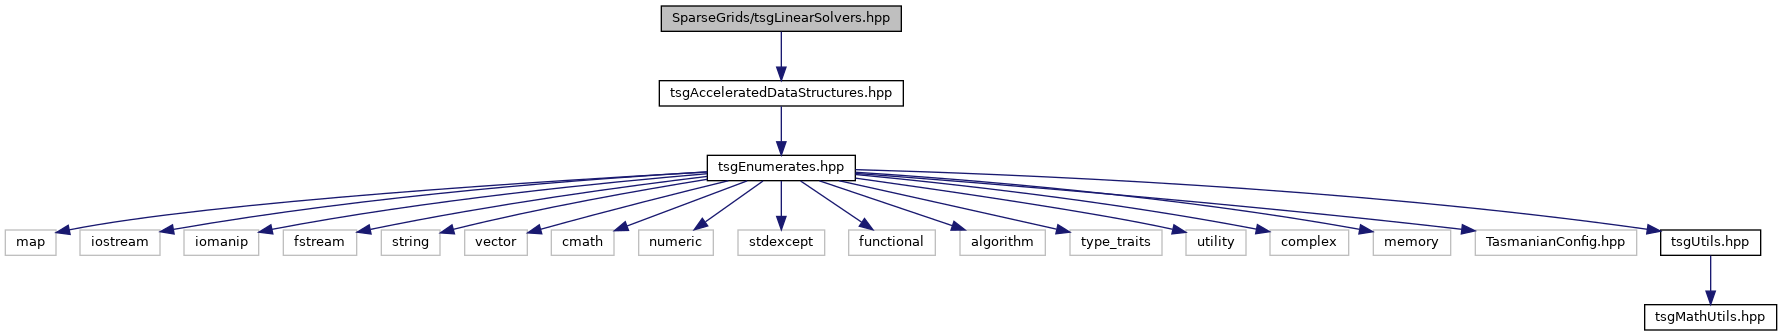 SparseGrids/tsgLinearSolvers.hpp
tsgAcceleratedDataStructures.hpp
tsgEnumerates.hpp
map
iostream
iomanip
fstream
string
vector
cmath
numeric
stdexcept
functional
algorithm
type_traits
utility
complex
memory
TasmanianConfig.hpp
tsgUtils.hpp
tsgMathUtils.hpp